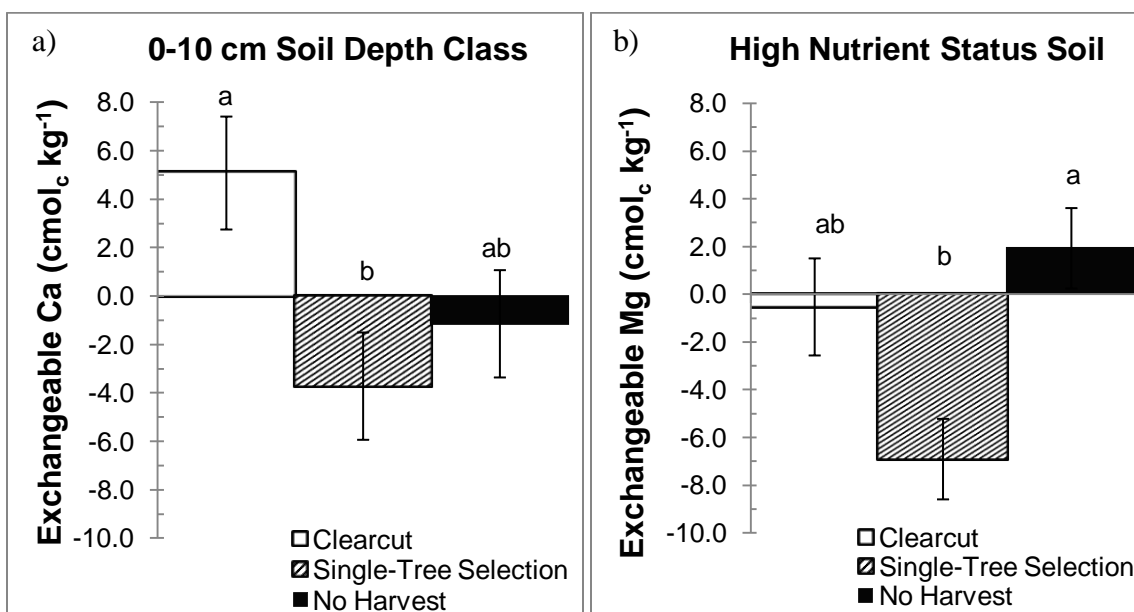 a)
0-10 cm Soil Depth Class
Exchangeable Ca (cmolc kg-1)
8.0
6.0
4.0
2.0
0.0
-2.0
-4.0
-6.0
-8.0
-10.0
a
b
ab
Clearcut
Single-Tree Selection
No Harvest
b)
High Nutrient Status Soil
Exchangeable Mg (cmolc kg-1)
8.0
6.0
4.0
2.0
0.0
-2.0
-4.0
-6.0
-8.0
-10.0
ab
b
a
Clearcut
Single-Tree Selection
No Harvest